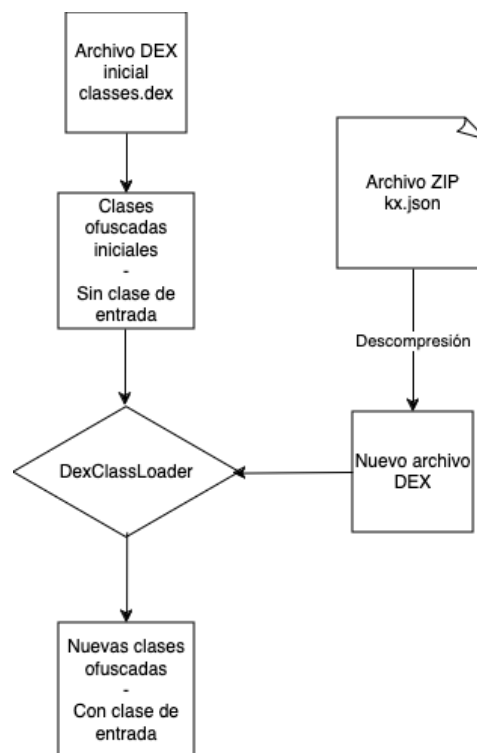 Archivo DEX
inicial
classes.dex
Archivo ZIP
kx.json
Clases
ofuscadas
iniciales
-
Sin clase de
entrada
Descompresión
DexClassLoader
Nuevo archivo
DEX
Nuevas clases
ofuscadas
-
Con clase de
entrada